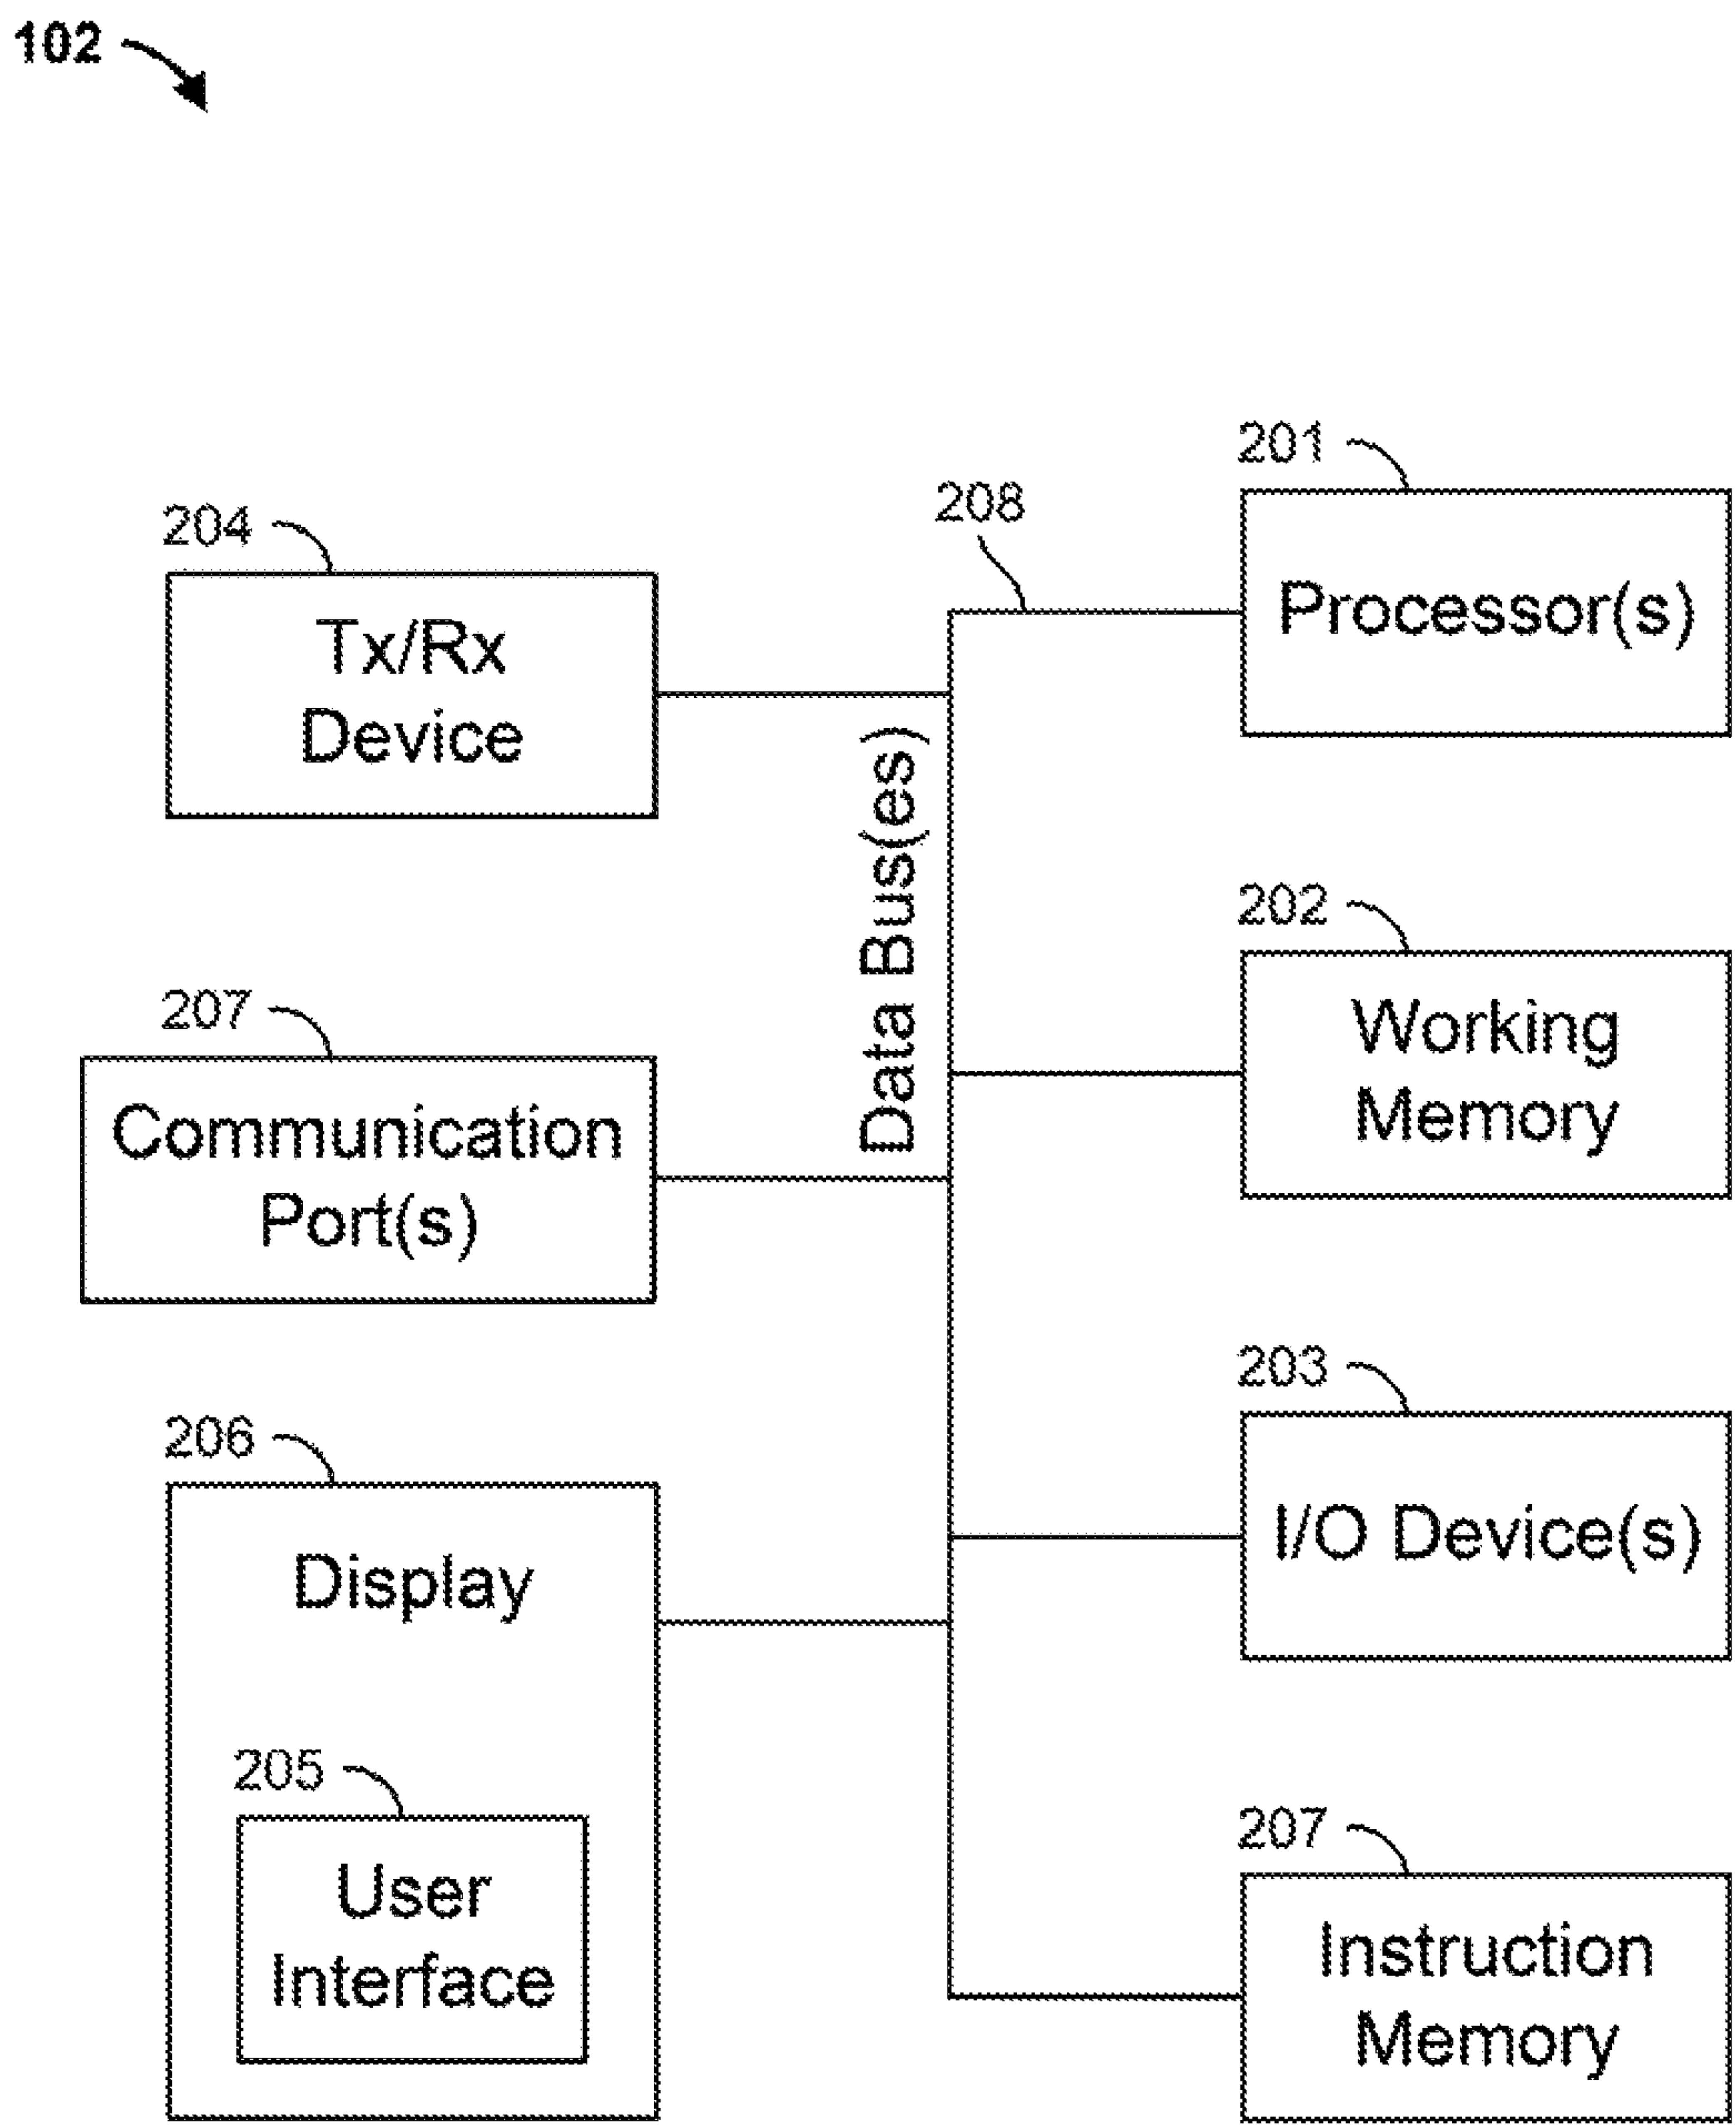 102
204
Tx/Rx
Device
207
Communication
Port(s)
206
Display
205
User
Interface
208
Data Bus(es)
201
Processor(s)
202
Working
Memory
203
I/O Device(s)
207
Instruction
Memory